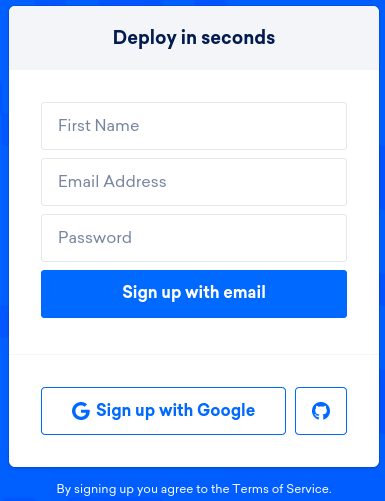 Deploy in seconds
First Name
Email Address
Password
Sign up with email
Sign up with Google
By signing up you agree to the Terms of Service.